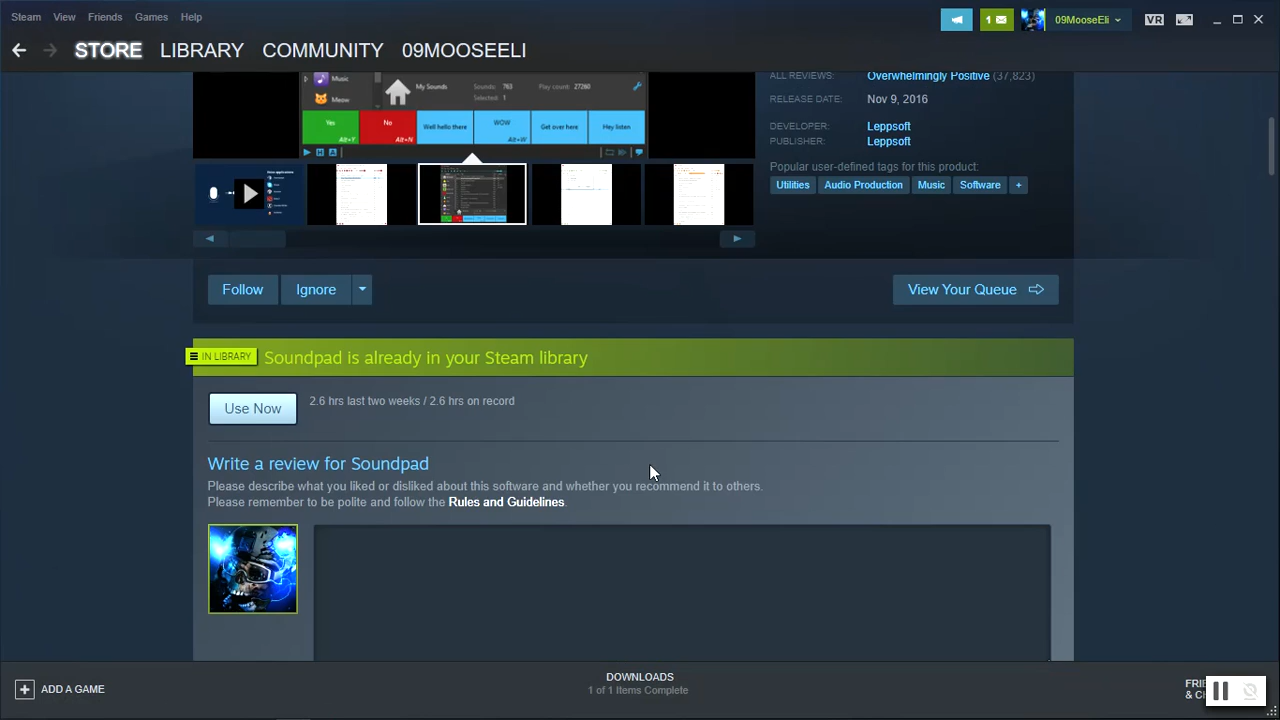 Steam View Friends Games Help
1 09MooseEli VR
STORE LIBRARY COMMUNITY 09MOOSEELI
Music
Meow
My Sounds Sounds: 763 Play count: 27260
Selected: 1
Yes No Well hello there WOW Get over here Hey listen
Alt+Y Alt+N Alt+W
ALL REVIEWS: Overwhelmingly Positive (37,823)
RELEASE DATE: Nov 9, 2016
DEVELOPER: Leppsoft
PUBLISHER: Leppsoft
Popular user-defined tags for this product:
Utilities Audio Production Music Software +
Follow Ignore View Your Queue
IN LIBRARY Soundpad is already in your Steam library
Use Now 2.6 hrs last two weeks / 2.6 hrs on record
Write a review for Soundpad
Please describe what you liked or disliked about this software and whether you recommend it to others.
Please remember to be polite and follow the Rules and Guidelines.
+ ADD A GAME
DOWNLOADS
1 of 1 Items Complete
FRI
& C